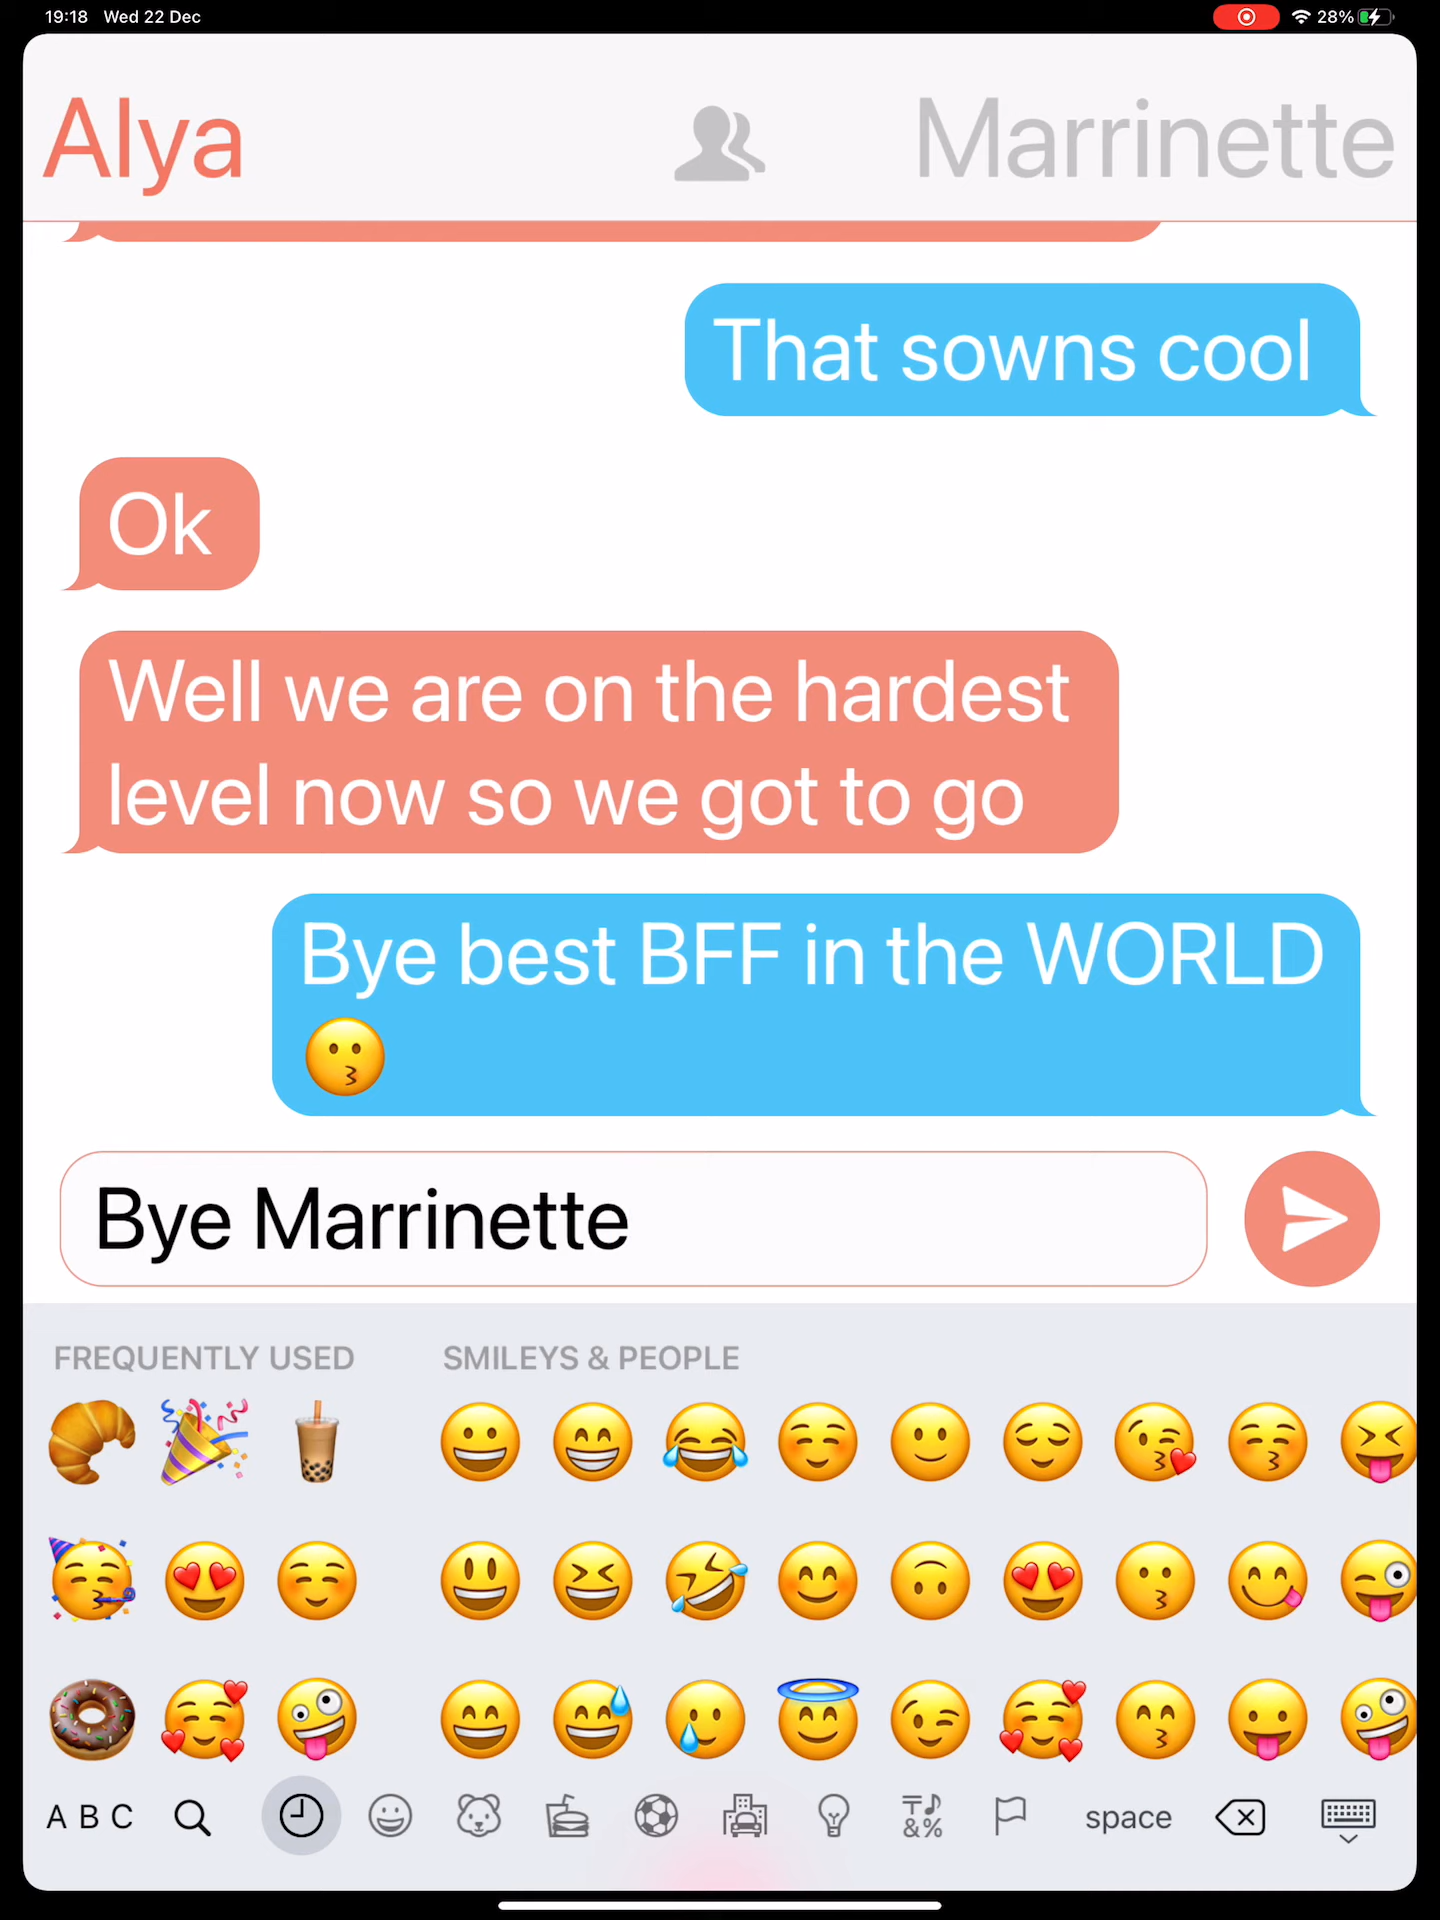 19:18 Wed 22 Dec
28%
Alya
Marrinette
That sowns cool
Ok
Well we are on the hardest
level now so we got to go
Bye best BFF in the WORLD
😗
Bye Marrinette
FREQUENTLY USED
SMILEYS & PEOPLE
ABC
&%
space